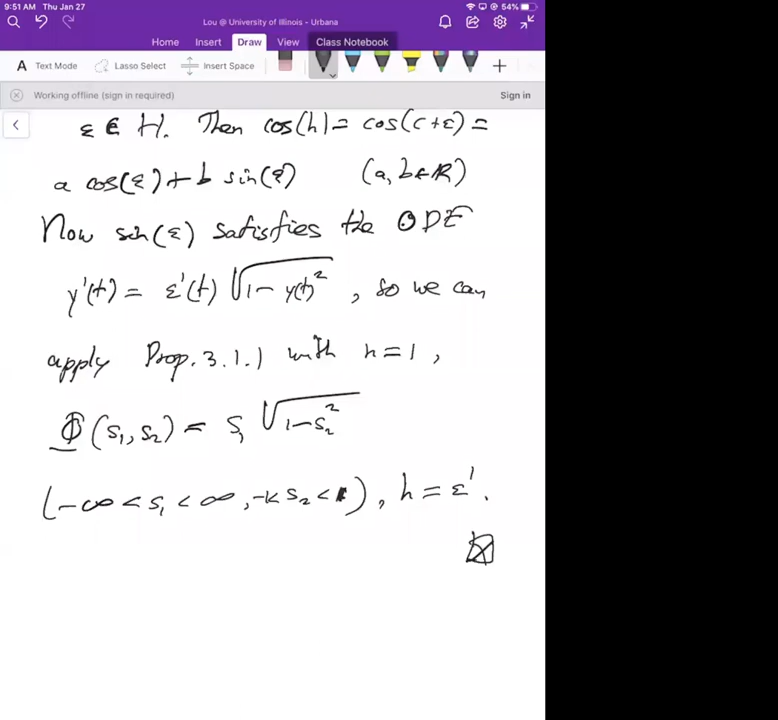 9:51 AM Thu Jan 27
54%
Lou @ University of Illinois - Urbana
Home Insert Draw View Class Notebook
A Text Mode Lasso Select Insert Space
Working offline (sign in required) Sign in
ε ∈ H. Then cos(h) = cos(c+ε) =
a cos(ε) + b sin(ε) (a, b ∈ ℝ)
Now sin(ε) satisfies the ODE
y'(t) = ε'(t) √(1 - y(t)²), so we can
apply Prop. 3.1.1 with n = 1,
Φ(s₁, s₂) = s₁ √(1 - s₂²)
(-∞ < s₁ < ∞, -1 < s₂ < 1), h = ε'.